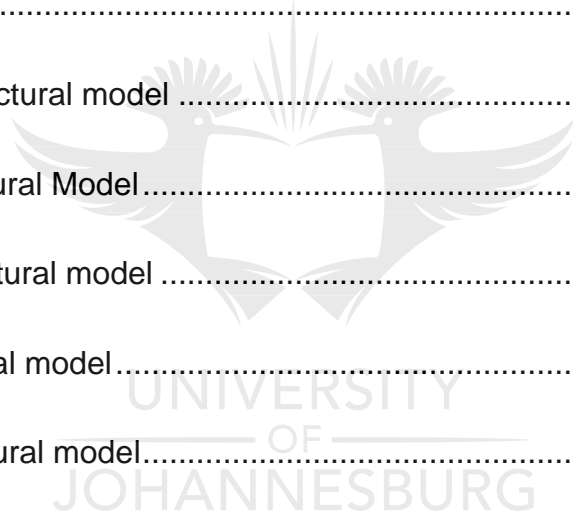 ................................................................
ctural model ..................................................
ural Model......................................................
tural model ....................................................
al model.........................................................
UNIVERSITY
ural model......................................................
OF
JOHANNESBURG